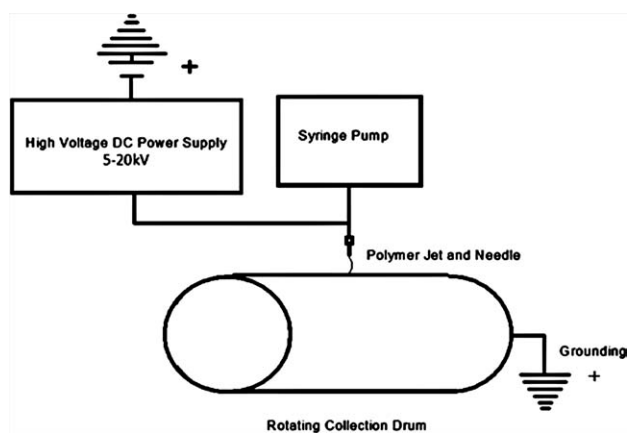 +
High Voltage DC Power Supply
5-20kV
Syringe Pump
Polymer Jet and Needle
Grounding
+
Rotating Collection Drum